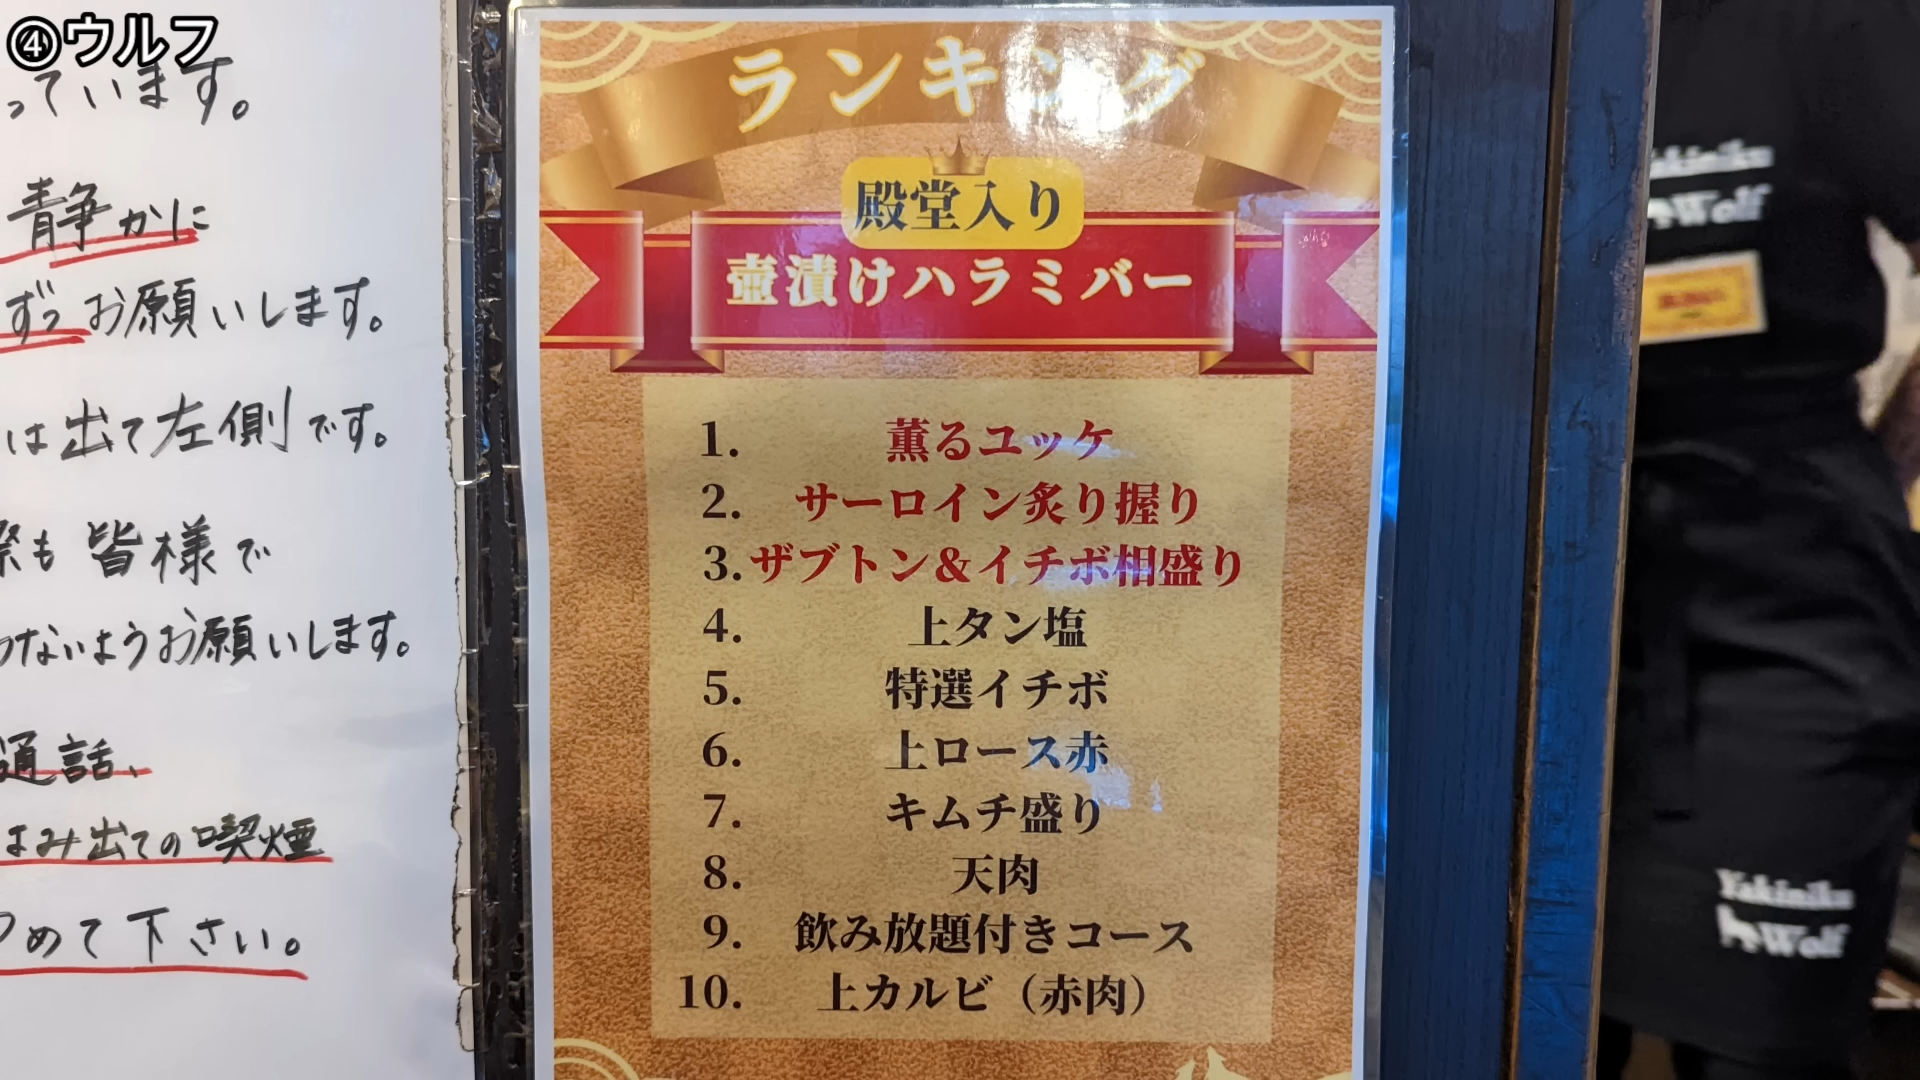 ④ウルフ
っています。
静かに
ずつお願いします。
は出て左側です。
際も皆様で
ないようお願いします。
通話、
はみ出ての喫煙
やめて下さい。
ランキング
殿堂入り
壺漬けハラミバー
1. 薫るユッケ
2. サーロイン炙り握り
3. ザブトン&イチボ相盛り
4. 上タン塩
5. 特選イチボ
6. 上ロース赤
7. キムチ盛り
8. 天肉
9. 飲み放題付きコース
10. 上カルビ（赤肉）
Yakiniku
Wolf
Yakiniku
Wolf